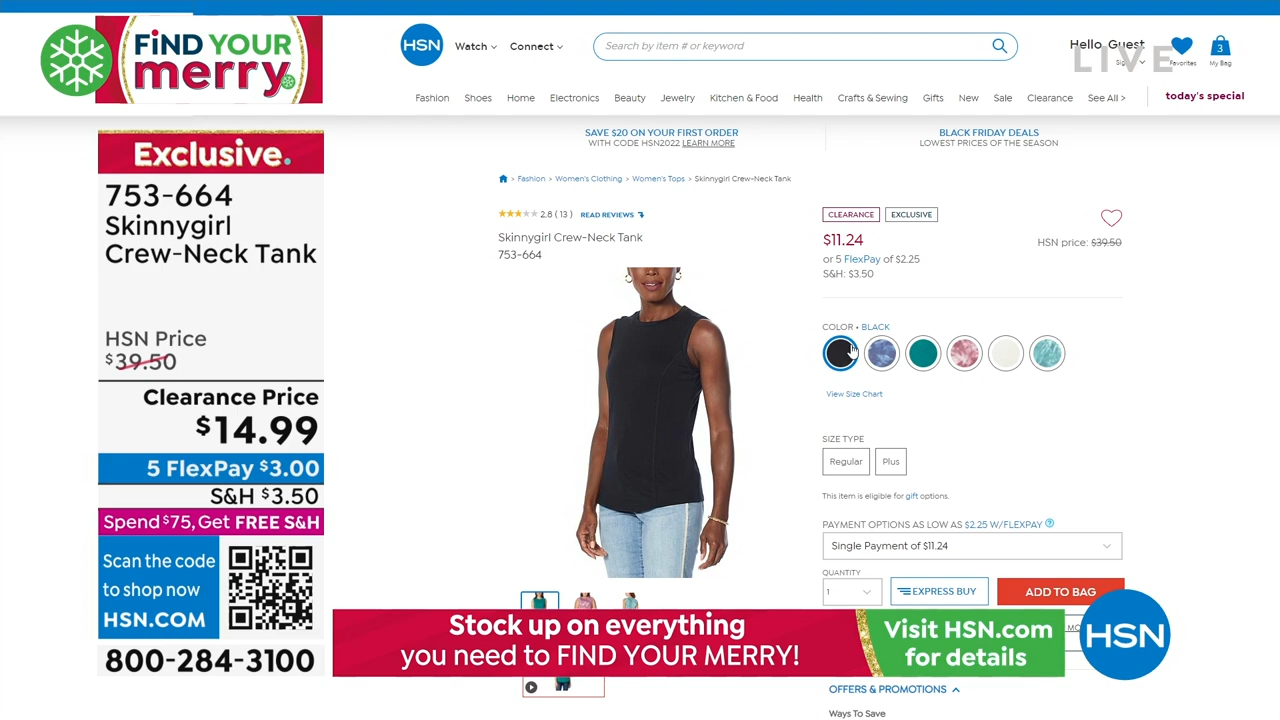 FiND YOUR
merry.
HSN
Watch
Connect
Search by item # or keyword
Hello, Guest
LIVE
Favorites
3
My Bag
Fashion
Shoes
Home
Electronics
Beauty
Jewelry
Kitchen & Food
Health
Crafts & Sewing
Gifts
New
Sale
Clearance
See All >
today's special
SAVE $20 ON YOUR FIRST ORDER
WITH CODE HSN2022 LEARN MORE
BLACK FRIDAY DEALS
LOWEST PRICES OF THE SEASON
Exclusive.
753-664
Skinnygirl
Crew-Neck Tank
HSN Price
$39.50
Clearance Price
$14.99
5 FlexPay $3.00
S&H $3.50
Spend $75, Get FREE S&H
Scan the code
to shop now
HSN.COM
800-284-3100
> Fashion > Women's Clothing > Women's Tops > Skinnygirl Crew-Neck Tank
2.8 ( 13 ) READ REVIEWS
Skinnygirl Crew-Neck Tank
753-664
CLEARANCE
EXCLUSIVE
$11.24
HSN price: $39.50
or 5 FlexPay of $2.25
S&H: $3.50
COLOR • BLACK
View Size Chart
SIZE TYPE
Regular
Plus
This item is eligible for gift options.
PAYMENT OPTIONS AS LOW AS $2.25 W/FLEXPAY ?
Single Payment of $11.24
QUANTITY
1
EXPRESS BUY
ADD TO BAG
Stock up on everything
you need to FIND YOUR MERRY!
Visit HSN.com
for details
HSN
OFFERS & PROMOTIONS
Ways To Save